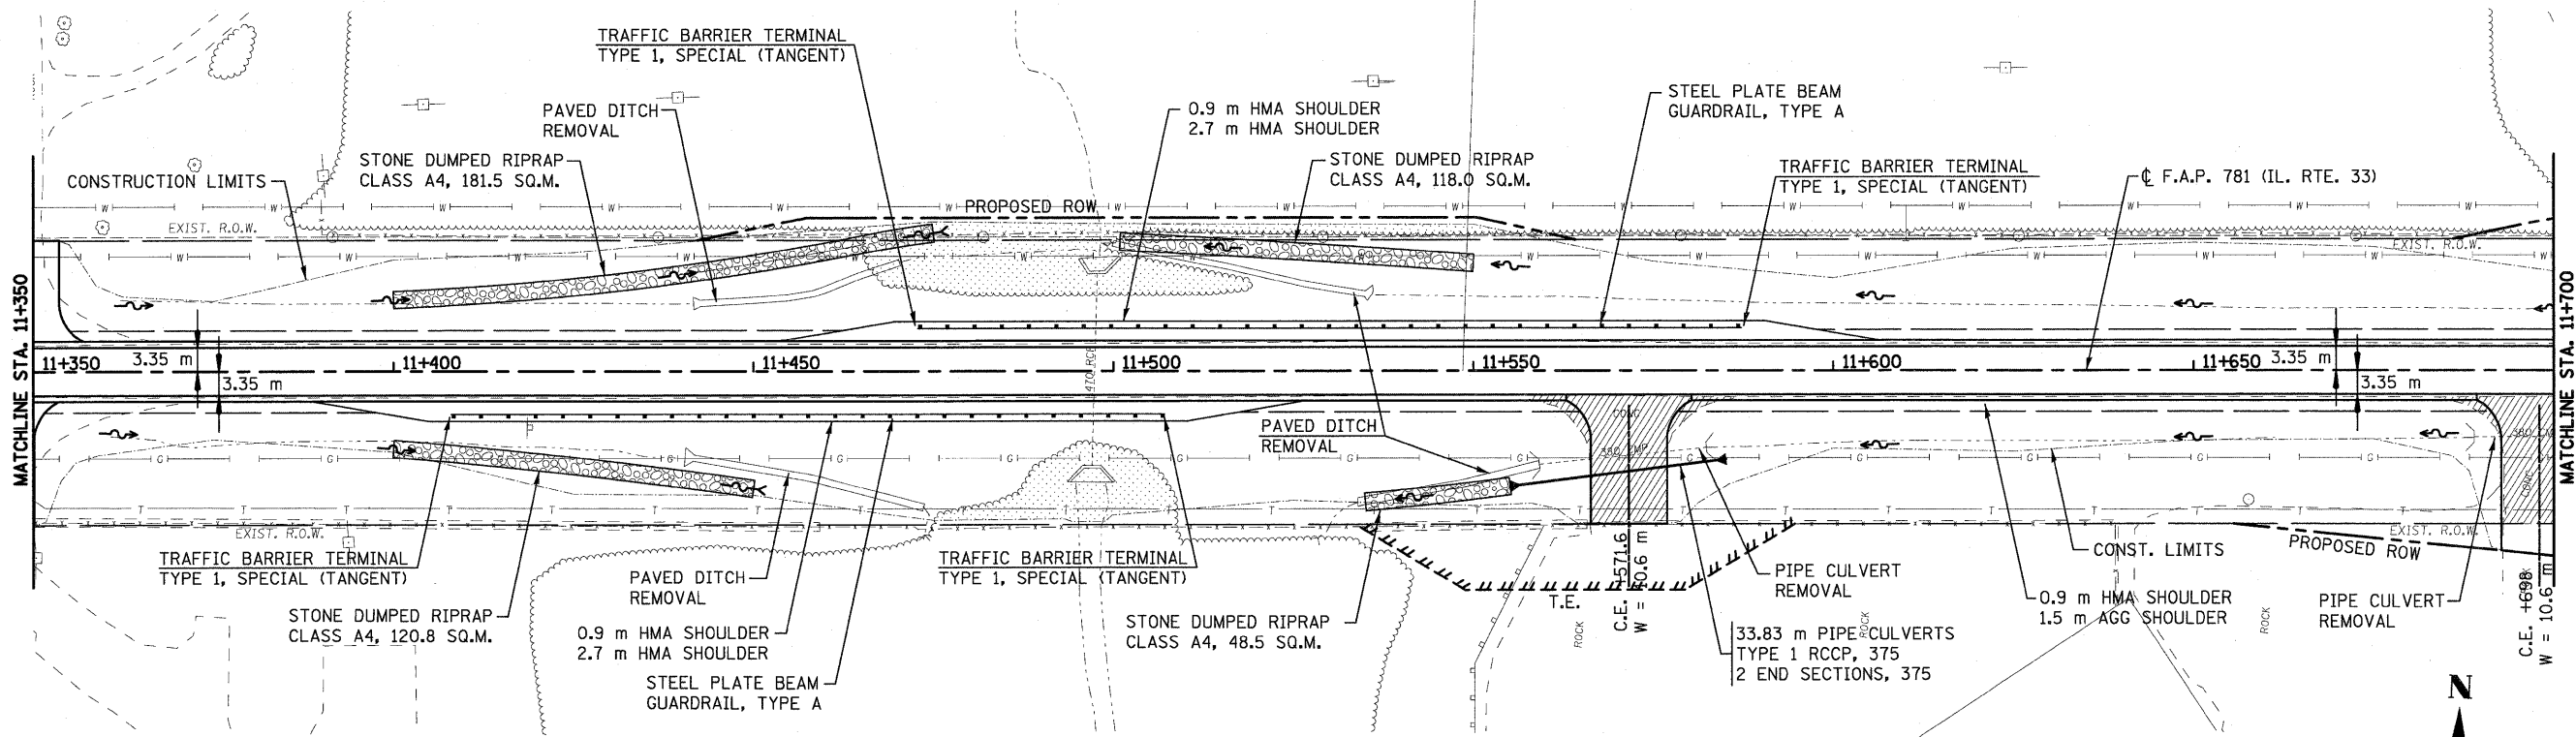 TRAFFIC BARRIER TERMINAL
TYPE 1, SPECIAL (TANGENT)
PAVED DITCH
REMOVAL
0.9 m HMA SHOULDER
2.7 m HMA SHOULDER
STEEL PLATE BEAM
GUARDRAIL, TYPE A
STONE DUMPED RIPRAP
CLASS A4, 181.5 SQ.M.
STONE DUMPED RIPRAP
CLASS A4, 118.0 SQ.M.
TRAFFIC BARRIER TERMINAL
TYPE 1, SPECIAL (TANGENT)
CONSTRUCTION LIMITS
℄ F.A.P. 781 (IL. RTE. 33)
PROPOSED ROW
EXIST. R.O.W.
EXIST. R.O.W.
MATCHLINE STA. 11+350
MATCHLINE STA. 11+700
11+350
3.35 m
11+400
11+450
11+500
11+550
11+600
11+650
3.35 m
3.35 m
3.35 m
CONC
PAVED DITCH
REMOVAL
EXIST. R.O.W.
EXIST. R.O.W.
TRAFFIC BARRIER TERMINAL
TYPE 1, SPECIAL (TANGENT)
TRAFFIC BARRIER TERMINAL
TYPE 1, SPECIAL (TANGENT)
CONST. LIMITS
PROPOSED ROW
PAVED DITCH
REMOVAL
PIPE CULVERT
REMOVAL
T.E.
C.E. +571.6
W = 10.6 m
STONE DUMPED RIPRAP
CLASS A4, 120.8 SQ.M.
0.9 m HMA SHOULDER
2.7 m HMA SHOULDER
STONE DUMPED RIPRAP
CLASS A4, 48.5 SQ.M.
0.9 m HMA SHOULDER
1.5 m AGG SHOULDER
PIPE CULVERT
REMOVAL
ROCK
ROCK
ROCK
33.83 m PIPE CULVERTS
TYPE 1 RCCP, 375
2 END SECTIONS, 375
C.E. +698
W = 10.6 m
CONC
STEEL PLATE BEAM
GUARDRAIL, TYPE A
N